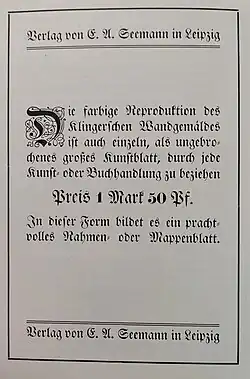 Verlag von E. A. Seemann in Leipzig
Die farbige Reproduktion des
Klingerschen Wandgemäldes
ist auch einzeln, als ungebro-
chenes großes Kunstblatt, durch jede
Kunst- oder Buchhandlung zu beziehen
Preis 1 Mark 50 Pf.
In dieser Form bildet es ein pracht-
volles Rahmen- oder Mappenblatt.
Verlag von E. A. Seemann in Leipzig